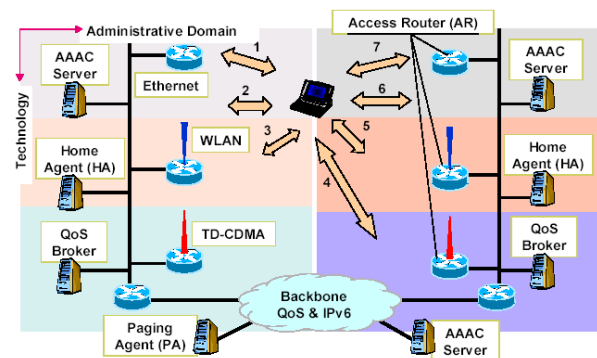 Administrative Domain
Access Router (AR)
Technology
AAAC
Server
Ethernet
1
2
3
7
6
5
4
AAAC
Server
Home
Agent (HA)
WLAN
Home
Agent (HA)
QoS
Broker
TD-CDMA
QoS
Broker
Backbone
QoS & IPv6
Paging
Agent (PA)
AAAC
Server